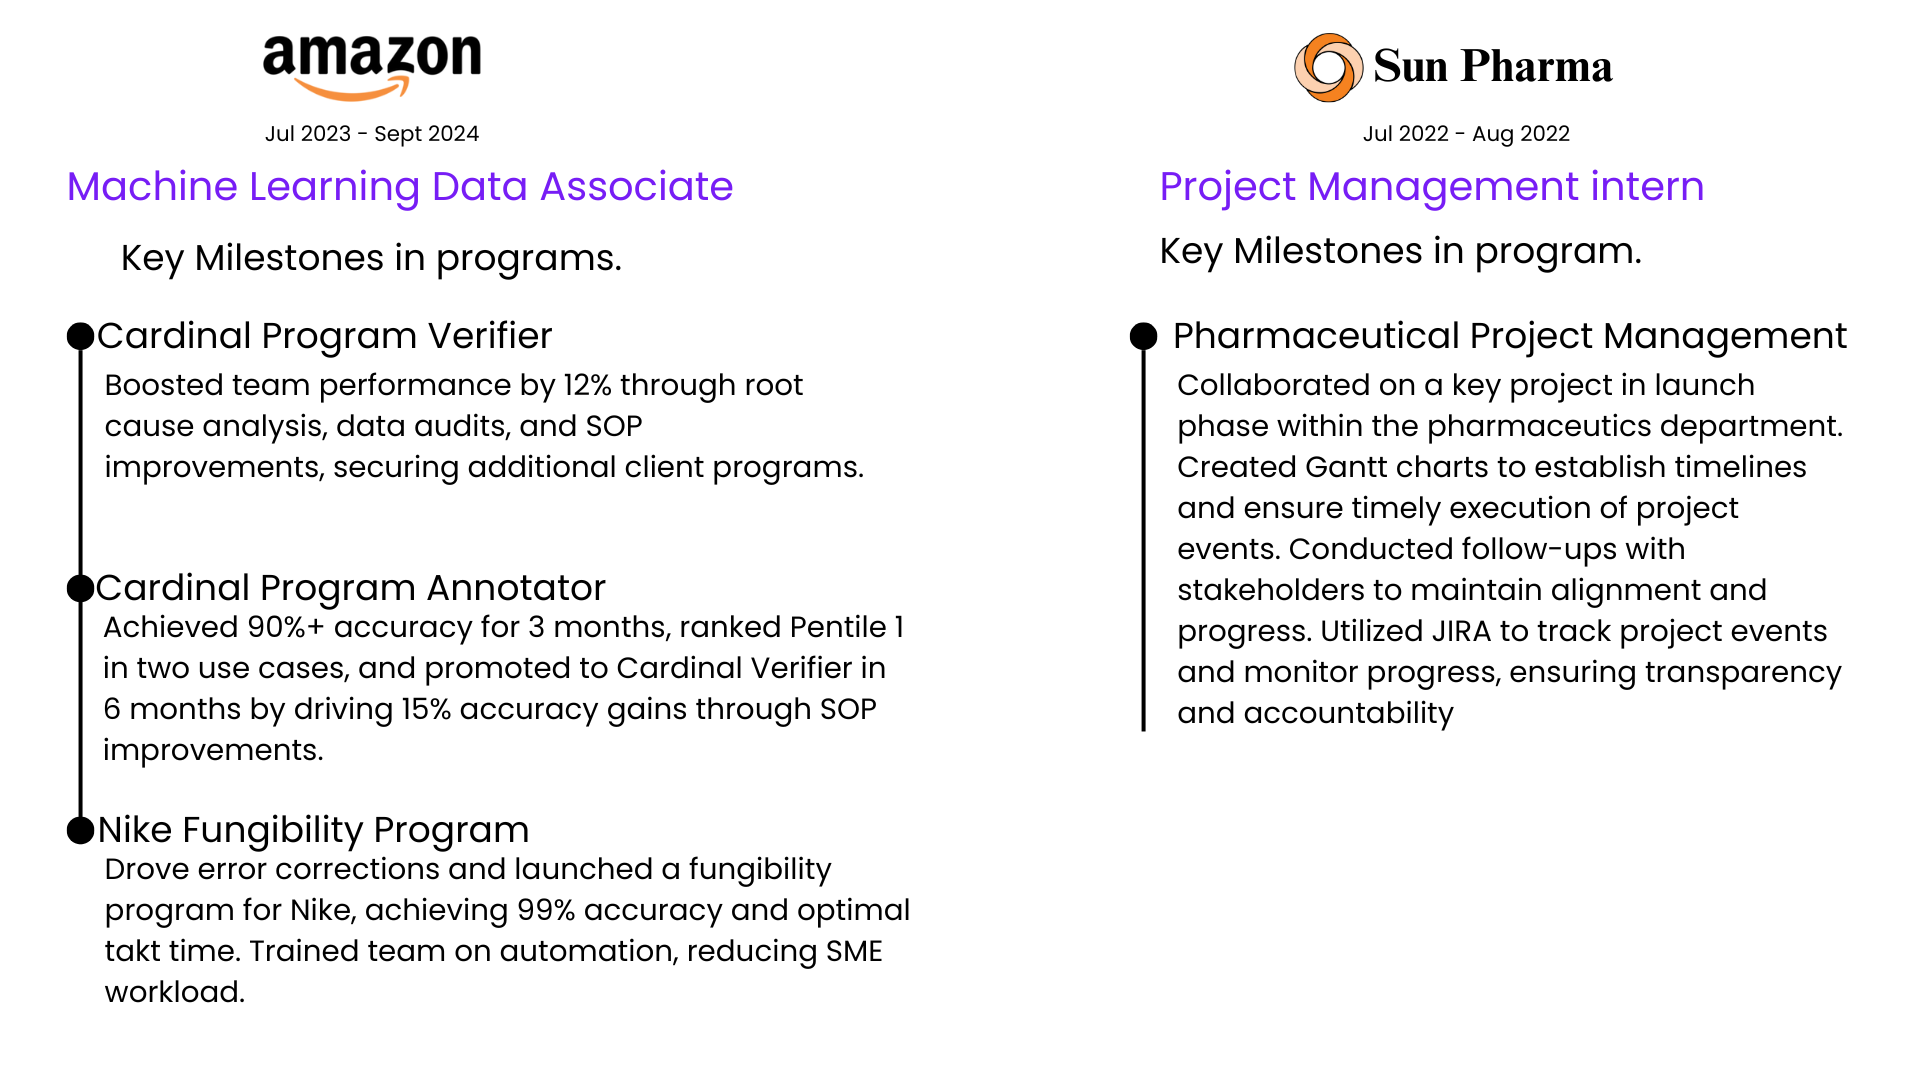 amazon
Jul 2023 - Sept 2024
Machine Learning Data Associate
Key Milestones in programs.
Cardinal Program Verifier
Boosted team performance by 12% through root
cause analysis, data audits, and SOP
improvements, securing additional client programs.
Cardinal Program Annotator
Achieved 90%+ accuracy for 3 months, ranked Pentile 1
in two use cases, and promoted to Cardinal Verifier in
6 months by driving 15% accuracy gains through SOP
improvements.
Nike Fungibility Program
Drove error corrections and launched a fungibility
program for Nike, achieving 99% accuracy and optimal
takt time. Trained team on automation, reducing SME
workload.
Sun Pharma
Jul 2022 - Aug 2022
Project Management intern
Key Milestones in program.
Pharmaceutical Project Management
Collaborated on a key project in launch
phase within the pharmaceutics department.
Created Gantt charts to establish timelines
and ensure timely execution of project
events. Conducted follow-ups with
stakeholders to maintain alignment and
progress. Utilized JIRA to track project events
and monitor progress, ensuring transparency
and accountability